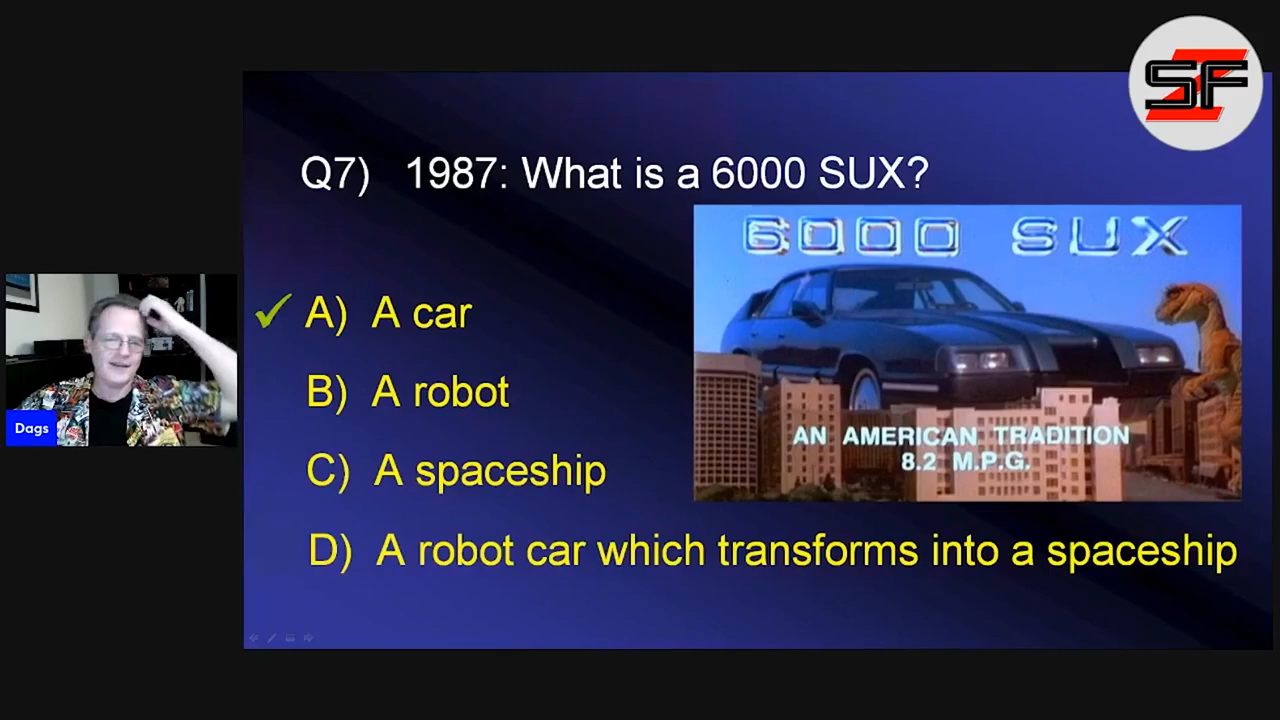 SF
Q7) 1987: What is a 6000 SUX?
6000 SUX
A) A car
B) A robot
C) A spaceship
AN AMERICAN TRADITION
8.2 M.P.G.
D) A robot car which transforms into a spaceship
Dags